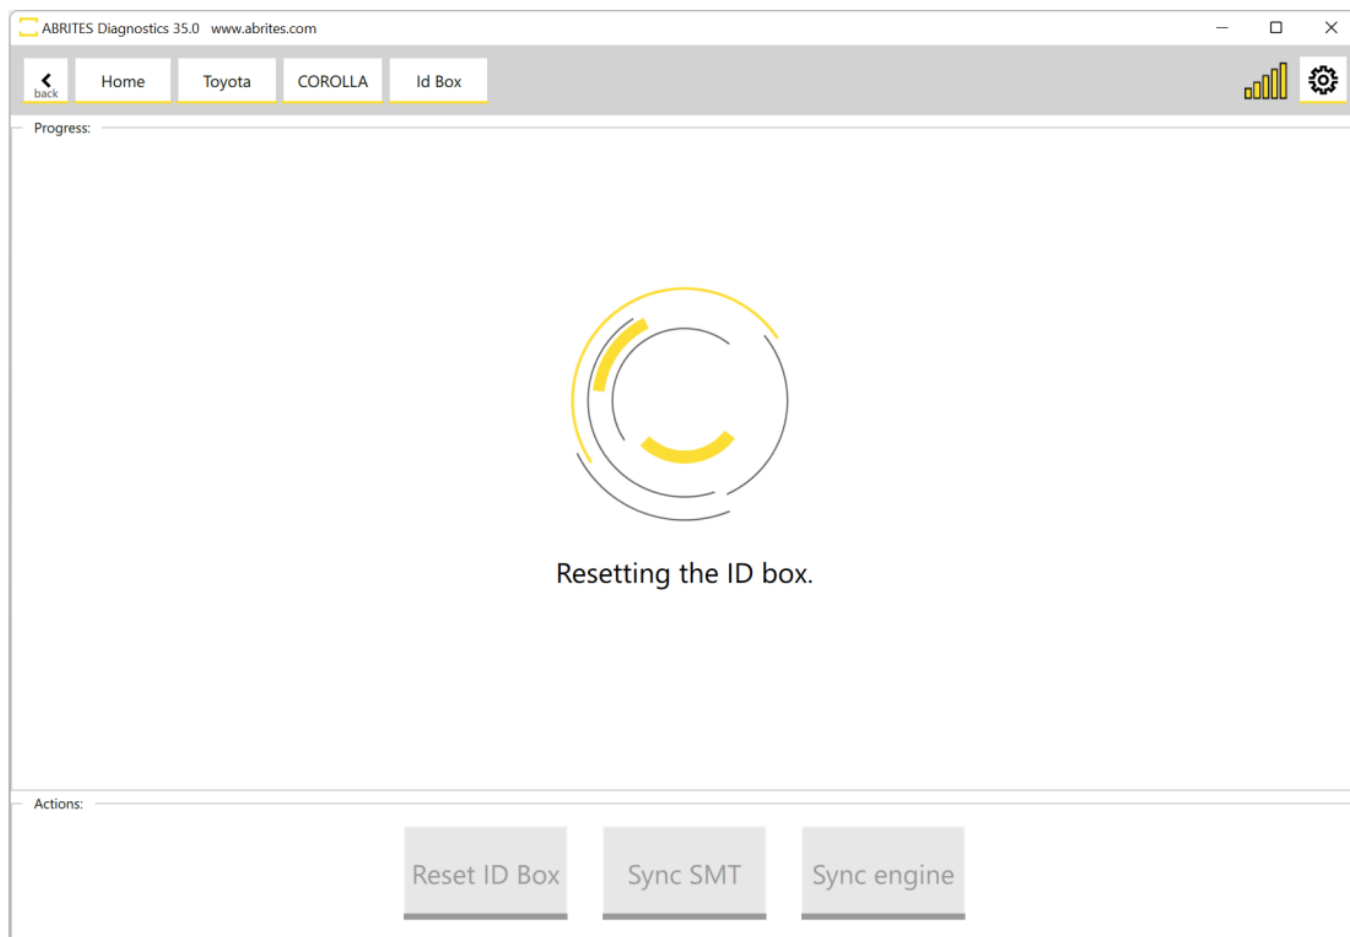 ABRITES Diagnostics 35.0 www.abrites.com
back
Home
Toyota
COROLLA
Id Box
Progress:
Resetting the ID box.
Actions:
Reset ID Box
Sync SMT
Sync engine